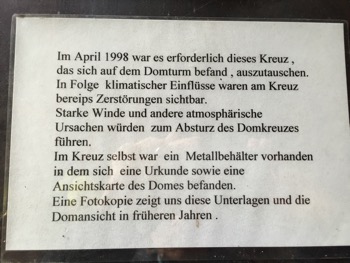 Im April 1998 war es erforderlich dieses Kreuz ,
das sich auf dem Domturm befand , auszutauschen.
In Folge klimatischer Einflüsse waren am Kreuz
bereips Zerstörungen sichtbar.
Starke Winde und andere atmosphärische
Ursachen würden zum Absturz des Domkreuzes
führen.
Im Kreuz selbst war ein Metallbehälter vorhanden
in dem sich eine Urkunde sowie eine
Ansichtskarte des Domes befanden.
Eine Fotokopie zeigt uns diese Unterlagen und die
Domansicht in früheren Jahren .